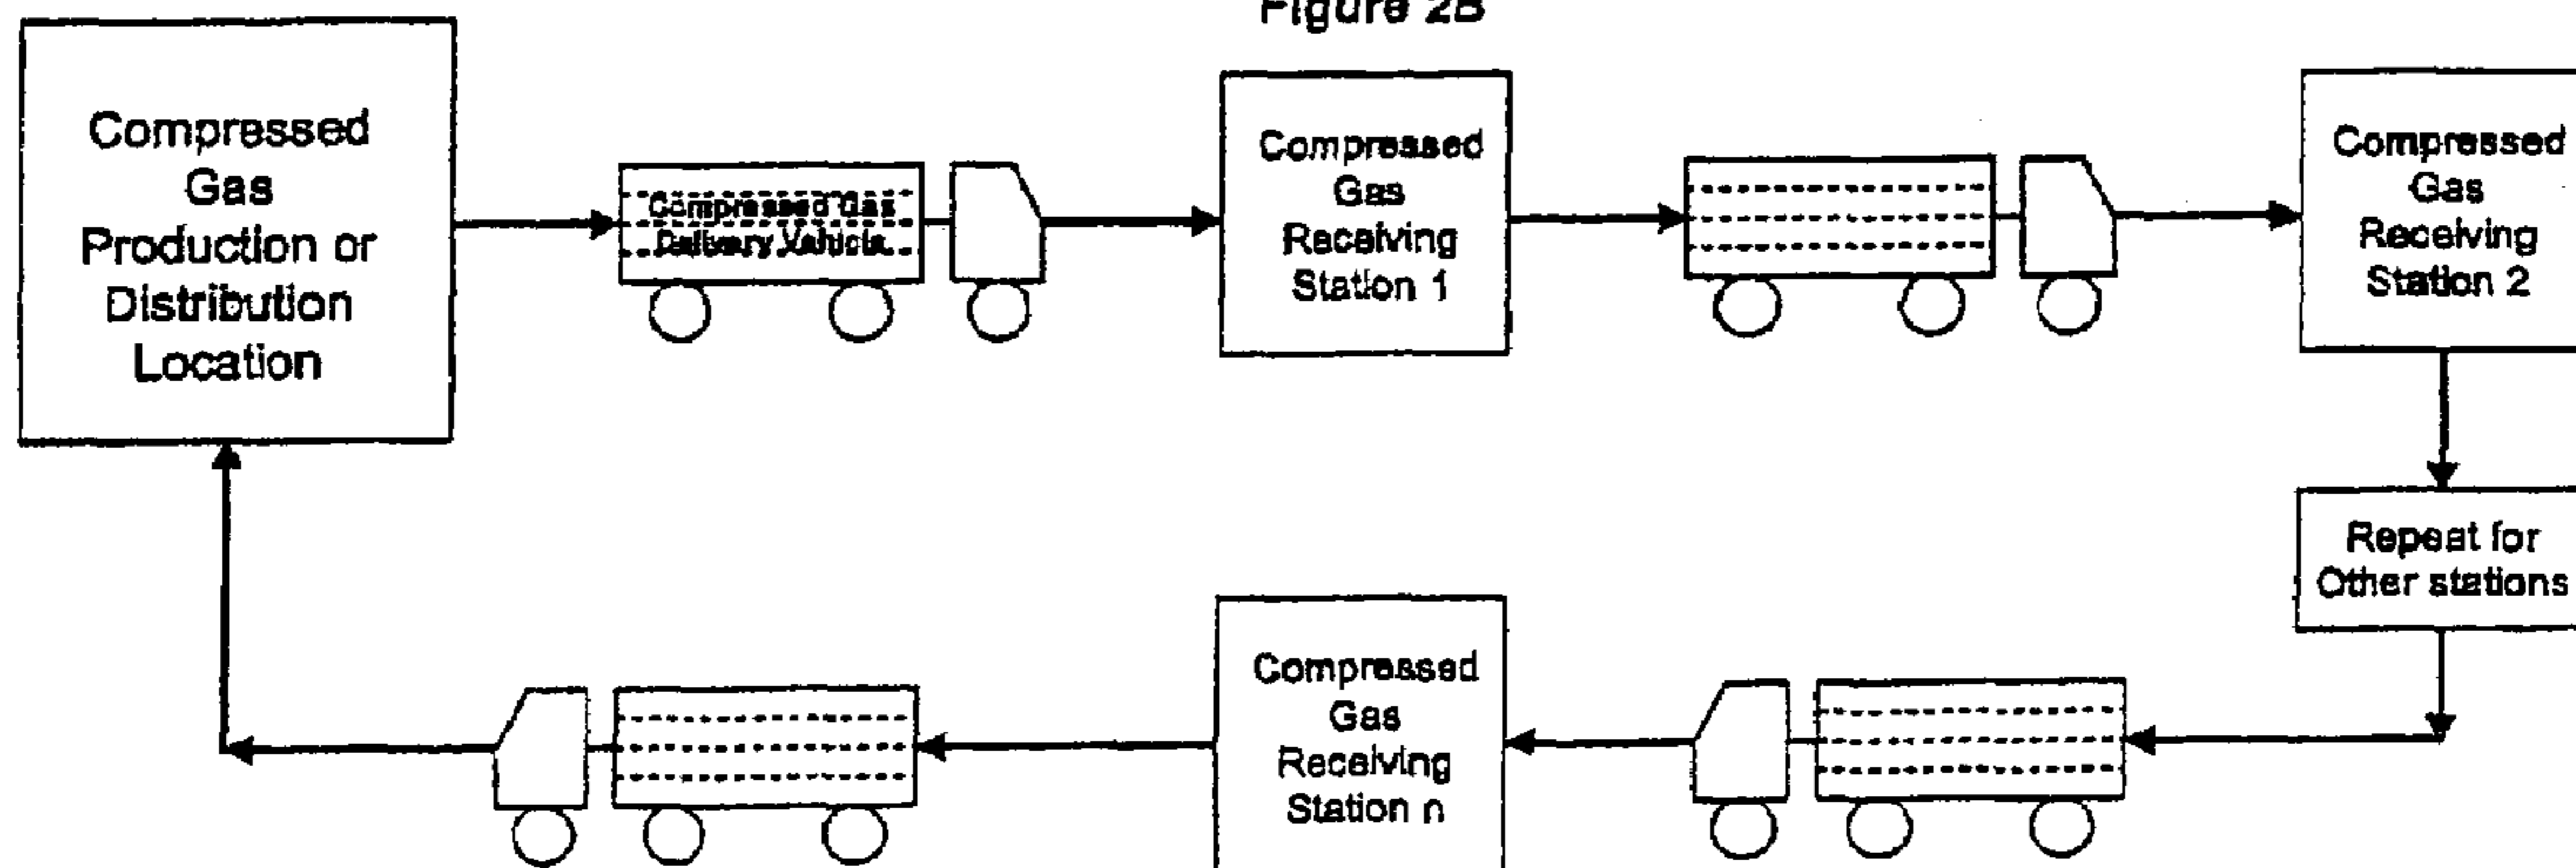 Figure 2B
Compressed
Gas
Production or
Distribution
Location
Compressed Gas
Delivery Vehicle
Compressed
Gas
Receiving
Station 1
Compressed
Gas
Receiving
Station 2
Repeat for
Other stations
Compressed
Gas
Receiving
Station n